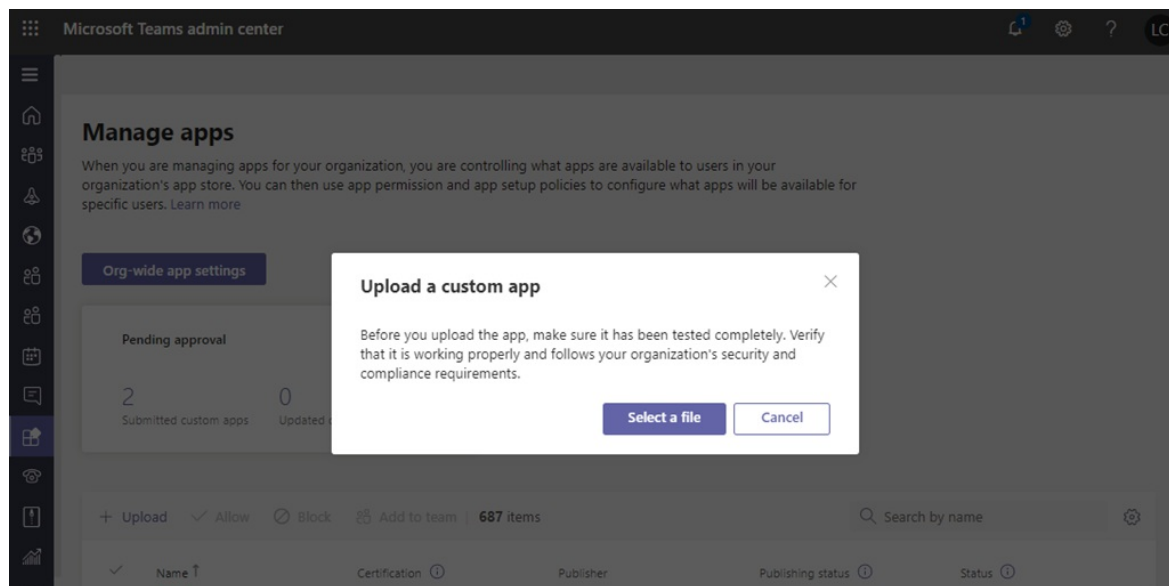 Microsoft Teams admin center
1
?
LC
Manage apps
When you are managing apps for your organization, you are controlling what apps are available to users in your
organization's app store. You can then use app permission and app setup policies to configure what apps will be available for
specific users. Learn more
Org-wide app settings
Upload a custom app
Before you upload the app, make sure it has been tested completely. Verify
that it is working properly and follows your organization's security and
compliance requirements.
Select a file Cancel
Pending approval
2 0
Submitted custom apps Updated
+ Upload Allow Block Add to team | 687 items Search by name
Name ↑ Certification Publisher Publishing status Status